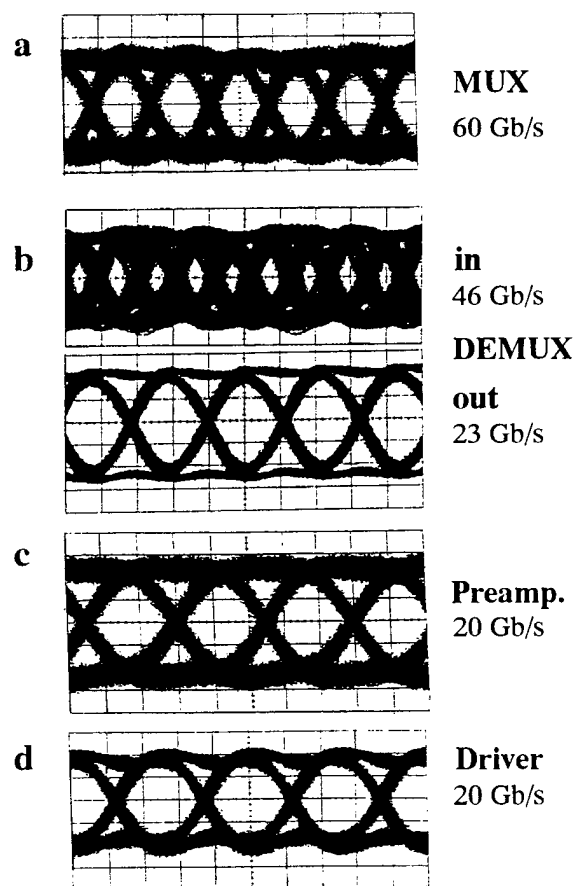 a
MUX
60 Gb/s
b
in
46 Gb/s
DEMUX
out
23 Gb/s
c
Preamp.
20 Gb/s
d
Driver
20 Gb/s